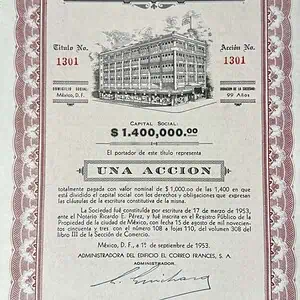 Título No.
Acción No.
1301
1301
DOMICILIO SOCIAL:
México, D. F.
DURACION DE LA SOCIEDAD:
99 Años
CAPITAL SOCIAL:
$ 1.400,000.00
El portador de este título representa
UNA ACCION
totalmente pagada con valor nominal de $ 1,000.00 de las 1,400 en que
está dividido el capital social con los derechos y obligaciones que expresan
las cláusulas de la escritura constitutiva de la misma.
La Sociedad fué constituída por escritura de 17 de marzo de 1953,
ante el Notario Ricardo E. Pérez, y fué inscrita en el Registro Público de la
Propiedad de la ciudad de México, con fecha 15 de agosto de mil novecien-
tos cincuenta y tres con el número 108 a fojas 110, del volumen 308 del
libro III de la Sección de Comercio.
México, D. F., a 1º de septiembre de 1953.
ADMINISTRADORA DEL EDIFICIO EL CORREO FRANCES, S. A.
ADMINISTRADOR,